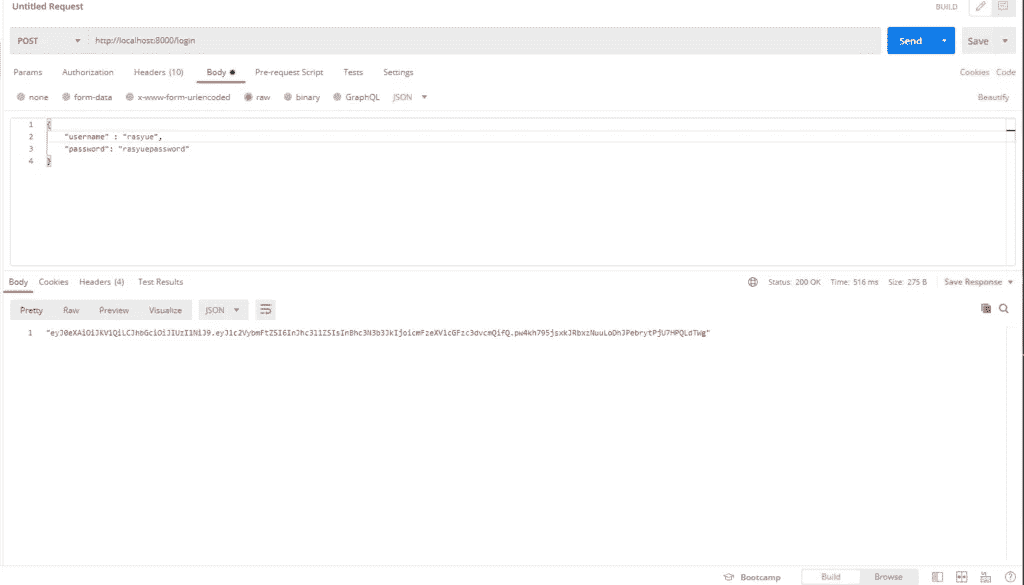 Untitled Request
BUILD
POST
http://localhost:8000/login
Send
Save
Params Authorization Headers (10) Body Pre-request Script Tests Settings
Cookies Code
none form-data x-www-form-urlencoded raw binary GraphQL JSON
Beautify
1 {
2 "username" : "rasyue",
3 "password": "rasyuepassword"
4 }
Body Cookies Headers (4) Test Results
Status: 200 OK Time: 516 ms Size: 275 B Save Response
Pretty Raw Preview Visualize JSON
1 "eyJ0eXAiOiJKV1QiLCJhbGciOiJIUzI1NiJ9.eyJ1c2VybmFtZSI6InJhc3l1ZSIsInBhc3N3b3JkIjoicmFzeXVlcGFzc3dvcmQifQ.pw4kh795jsxkJRbxzNuuLoDhJPebrytPjU7HPQLdTWg"
Bootcamp
Build Browse